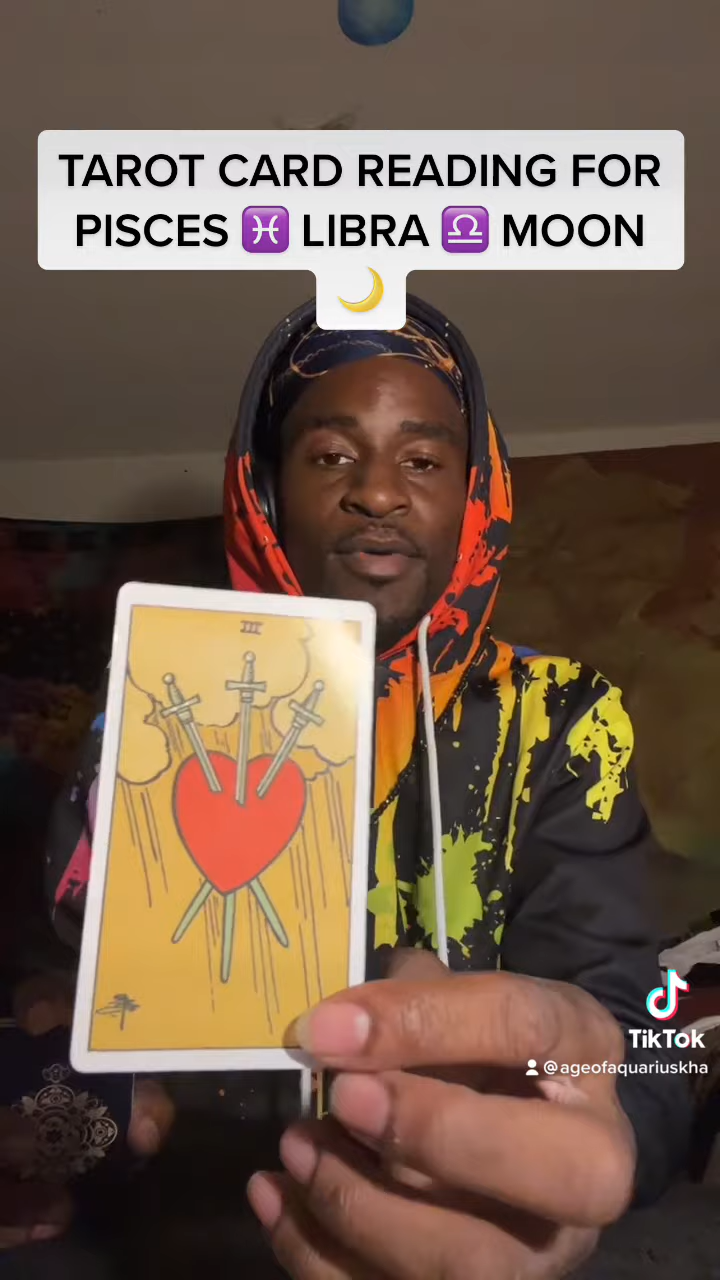 TAROT CARD READING FOR
PISCES ♓ LIBRA ♎ MOON
🌙
III
TikTok
@ageofaquariuskha